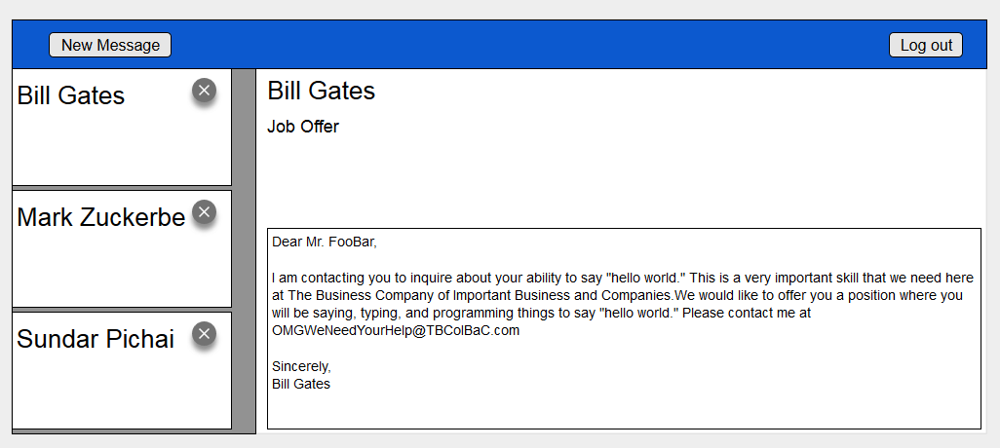 New Message
Log out
Bill Gates
Mark Zuckerbe
Sundar Pichai
Bill Gates
Job Offer
Dear Mr. FooBar,
I am contacting you to inquire about your ability to say "hello world." This is a very important skill that we need here
at The Business Company of Important Business and Companies.We would like to offer you a position where you
will be saying, typing, and programming things to say "hello world." Please contact me at
OMGWeNeedYourHelp@TBCoIBaC.com
Sincerely,
Bill Gates